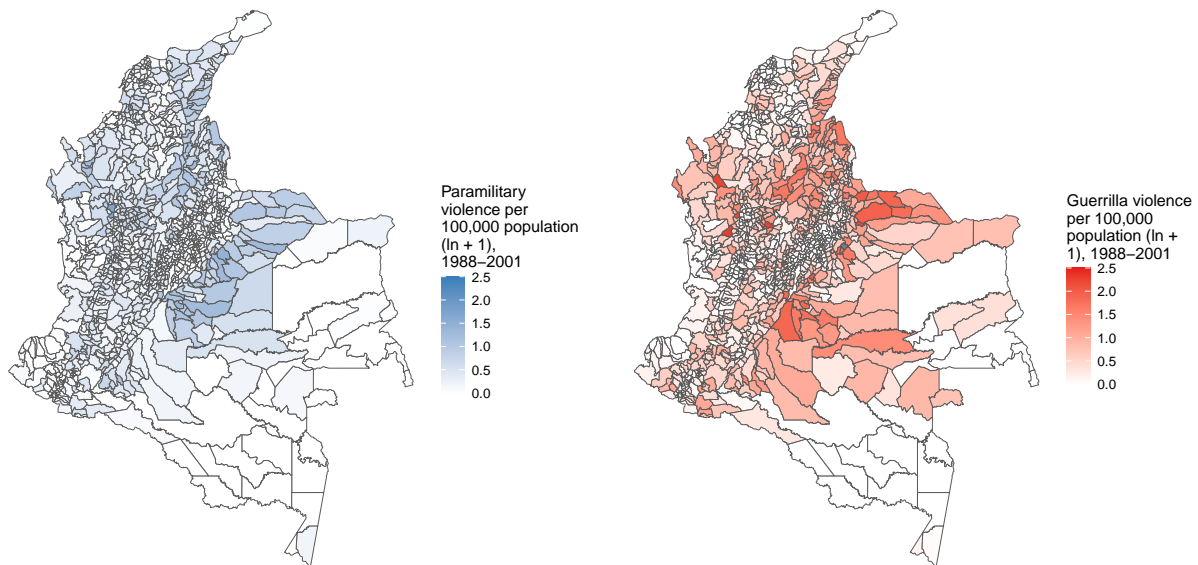 Paramilitary
violence per
100,000 population
(ln + 1),
1988−2001
2.5
2.0
1.5
1.0
0.5
0.0
Guerrilla violence
per 100,000
population (ln +
1), 1988−2001
2.5
2.0
1.5
1.0
0.5
0.0